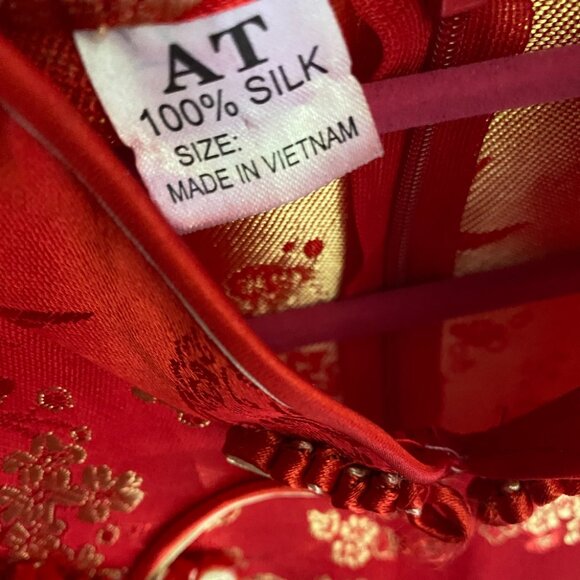 AT
100% SILK
SIZE:
MADE IN VIETNAM